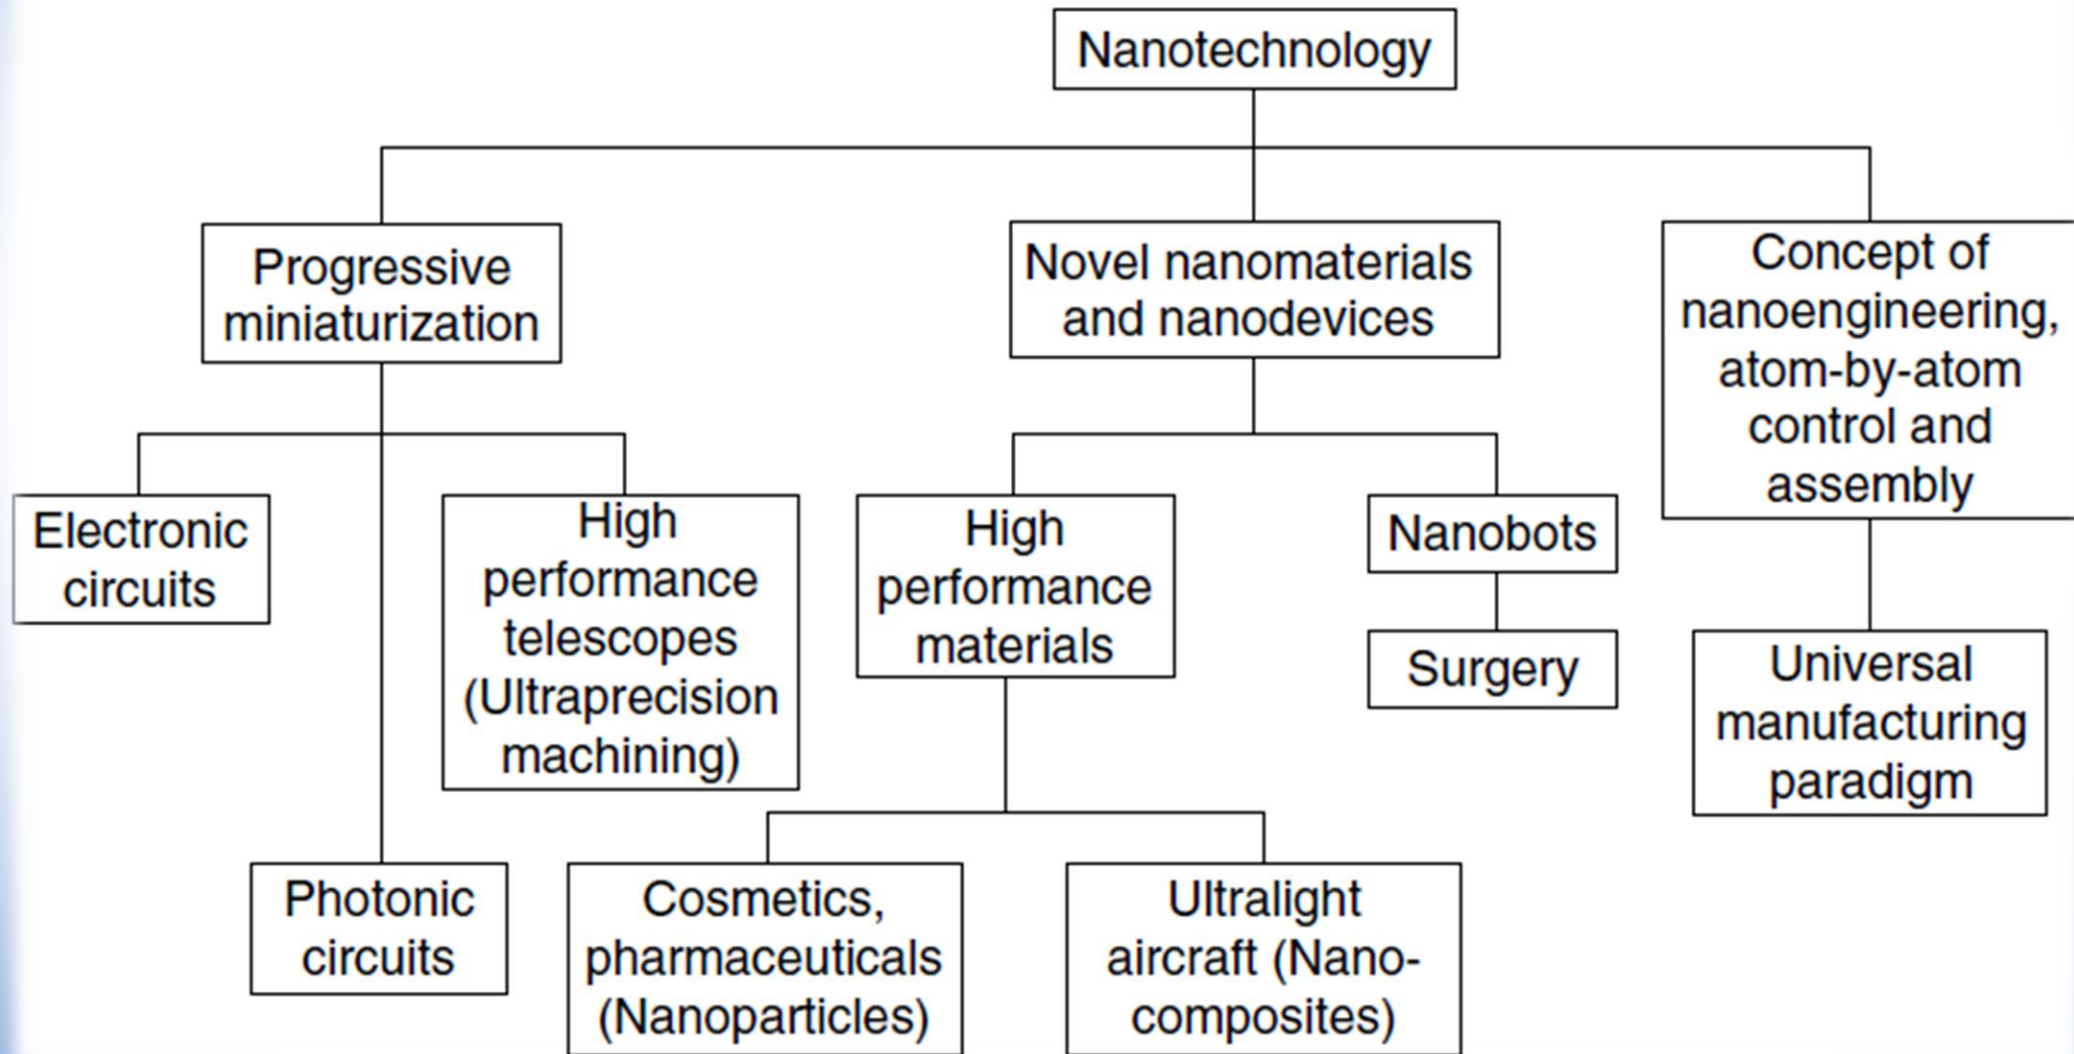 Nanotechnology
Progressive
miniaturization
Novel nanomaterials
and nanodevices
Concept of
nanoengineering,
atom-by-atom
control and
assembly
Electronic
circuits
High
performance
telescopes
(Ultraprecision
machining)
High
performance
materials
Nanobots
Surgery
Universal
manufacturing
paradigm
Photonic
circuits
Cosmetics,
pharmaceuticals
(Nanoparticles)
Ultralight
aircraft (Nano-
composites)